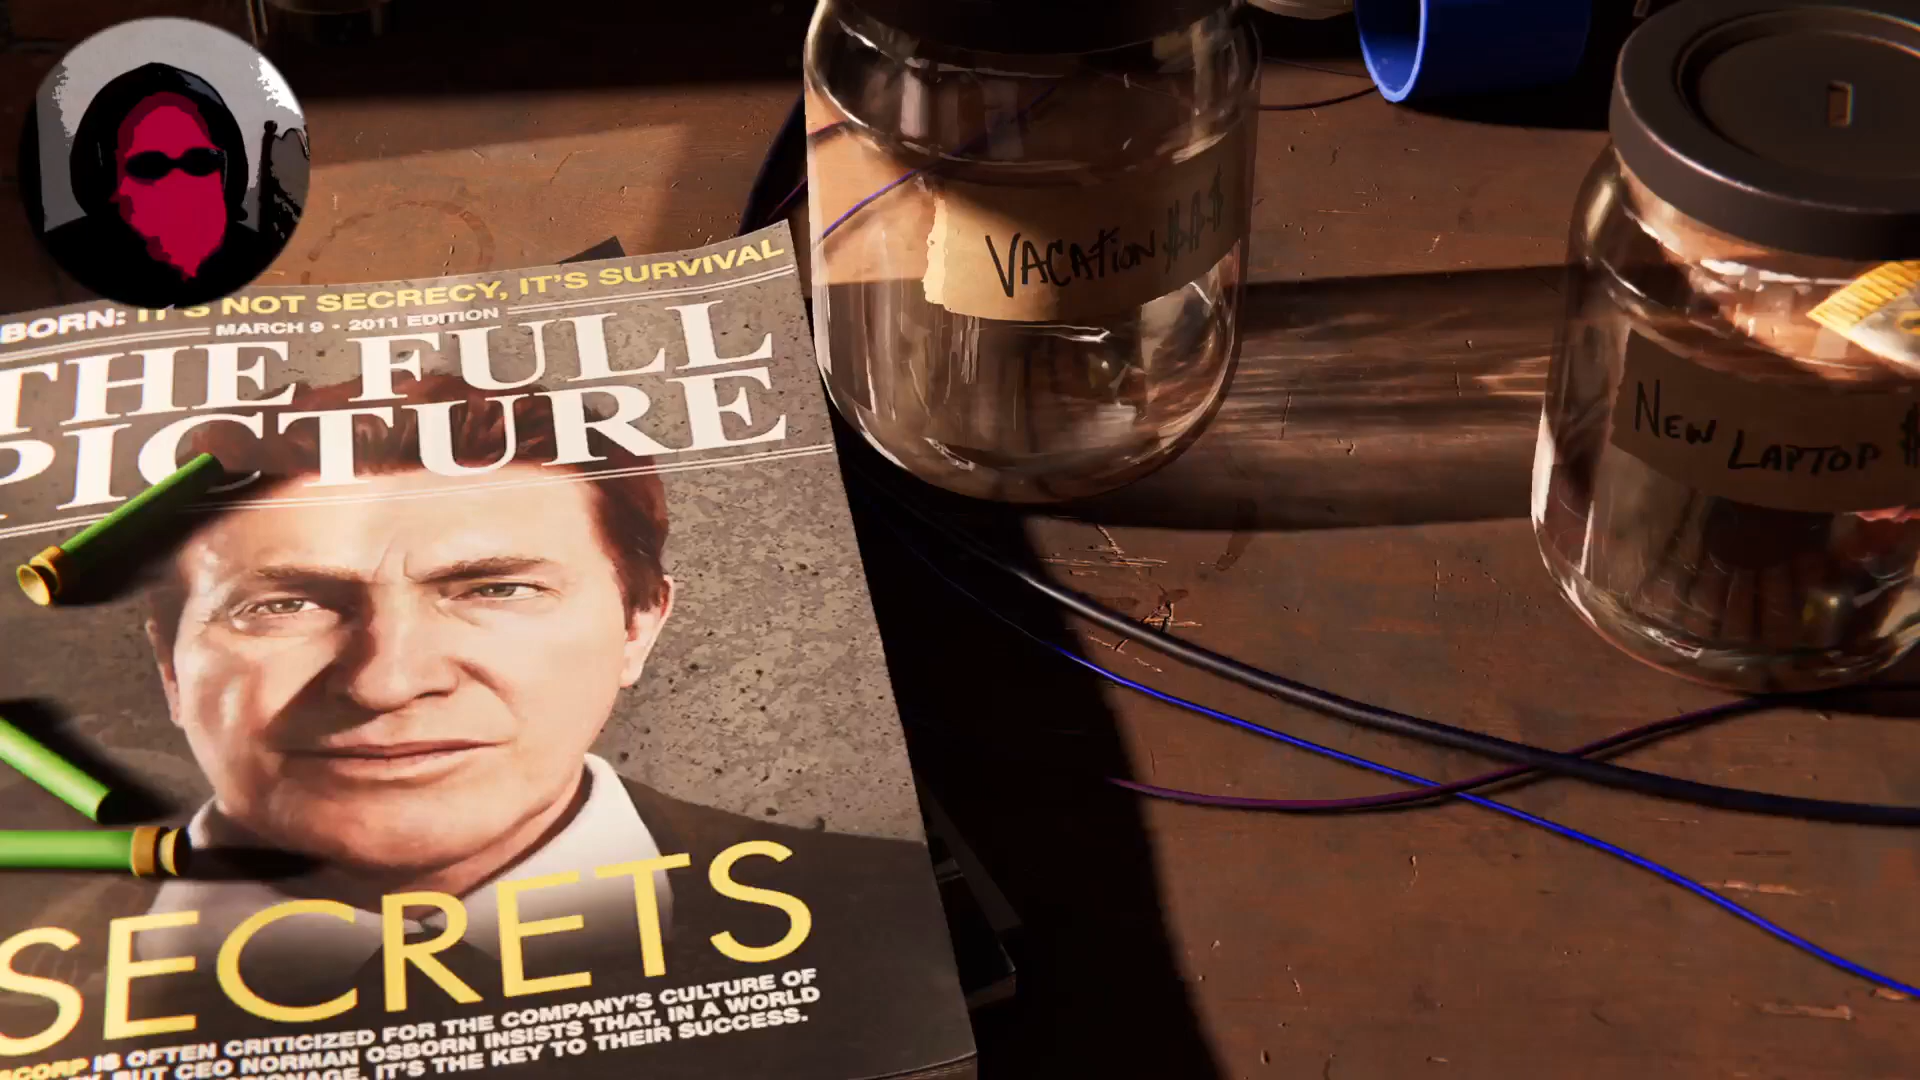 BORN: IT'S NOT SECRECY, IT'S SURVIVAL
MARCH 9 • 2011 EDITION
THE FULL
PICTURE
SECRETS
SCORP IS OFTEN CRITICIZED FOR THE COMPANY'S CULTURE OF
BUT CEO NORMAN OSBORN INSISTS THAT, IN A WORLD
IT'S THE KEY TO THEIR SUCCESS.
VACATION $$$
NEW LAPTOP $